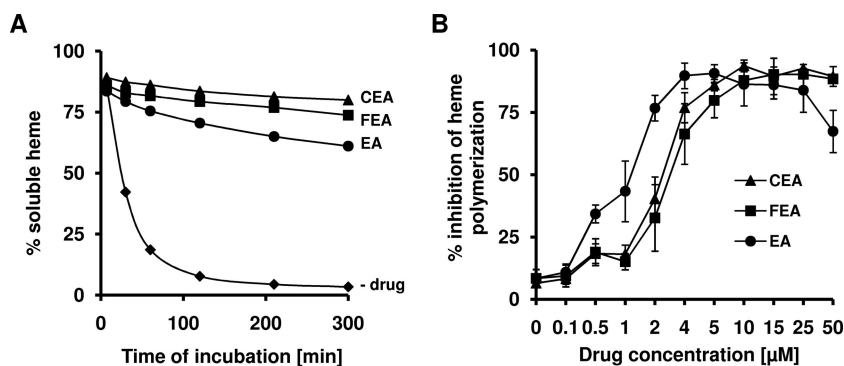 A
100
75
50
25
0
% soluble heme
CEA
FEA
EA
- drug
0 100 200 300
Time of incubation [min]
B
100
75
50
25
0
% inhibition of heme
polymerization
CEA
FEA
EA
0 0.1 0.5 1 2 4 5 10 15 25 50
Drug concentration [µM]